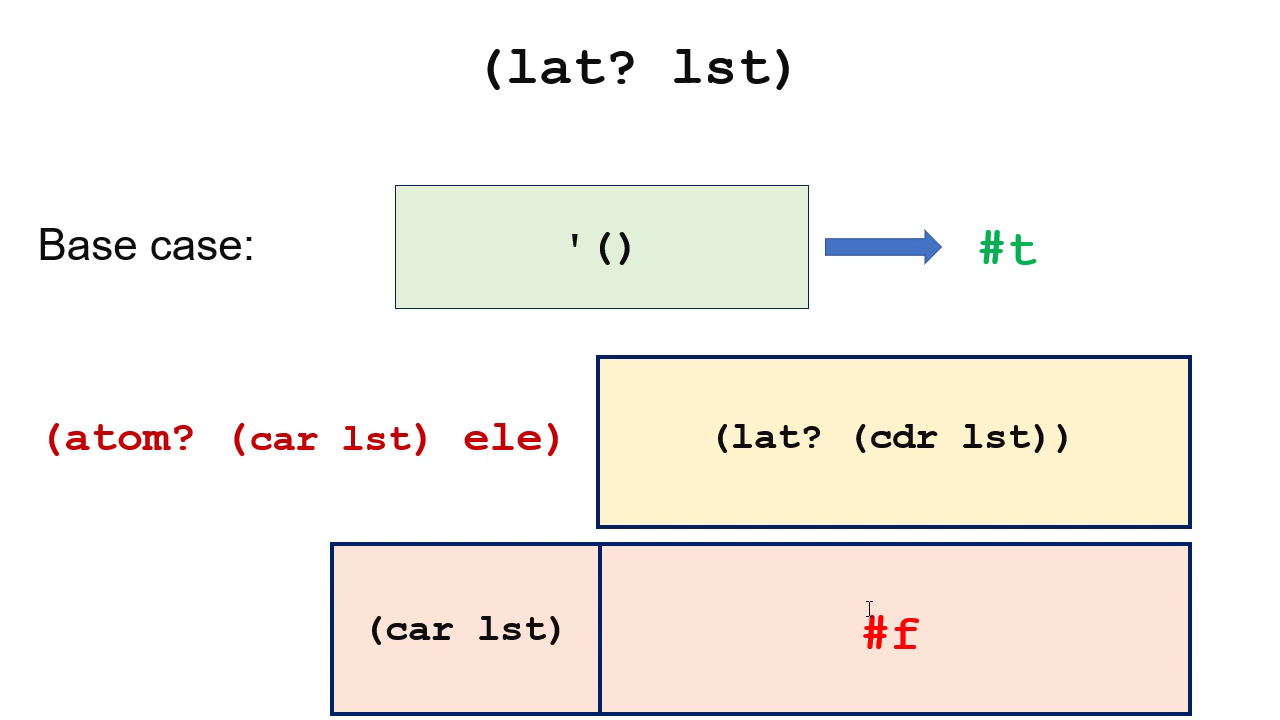 (lat? lst)
Base case:
'()
#t
(atom? (car lst) ele)
(lat? (cdr lst))
(car lst)
#f